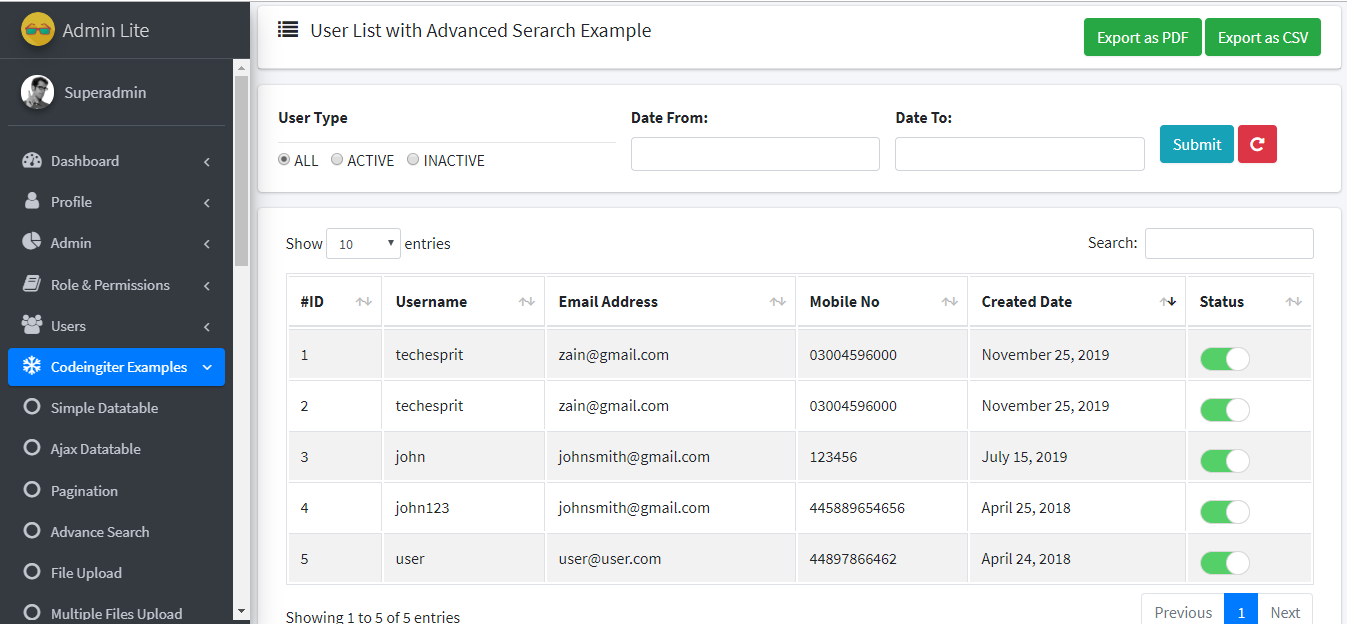 Admin Lite
Superadmin
Dashboard
Profile
Admin
Role & Permissions
Users
Codeingiter Examples
Simple Datatable
Ajax Datatable
Pagination
Advance Search
File Upload
Multiple Files Upload
User List with Advanced Serarch Example
Export as PDF Export as CSV
User Type Date From: Date To:
ALL ACTIVE INACTIVE Submit
Show 10 entries Search:
#ID Username Email Address Mobile No Created Date Status
1 techesprit zain@gmail.com 03004596000 November 25, 2019
2 techesprit zain@gmail.com 03004596000 November 25, 2019
3 john johnsmith@gmail.com 123456 July 15, 2019
4 john123 johnsmith@gmail.com 445889654656 April 25, 2018
5 user user@user.com 44897866462 April 24, 2018
Showing 1 to 5 of 5 entries Previous 1 Next